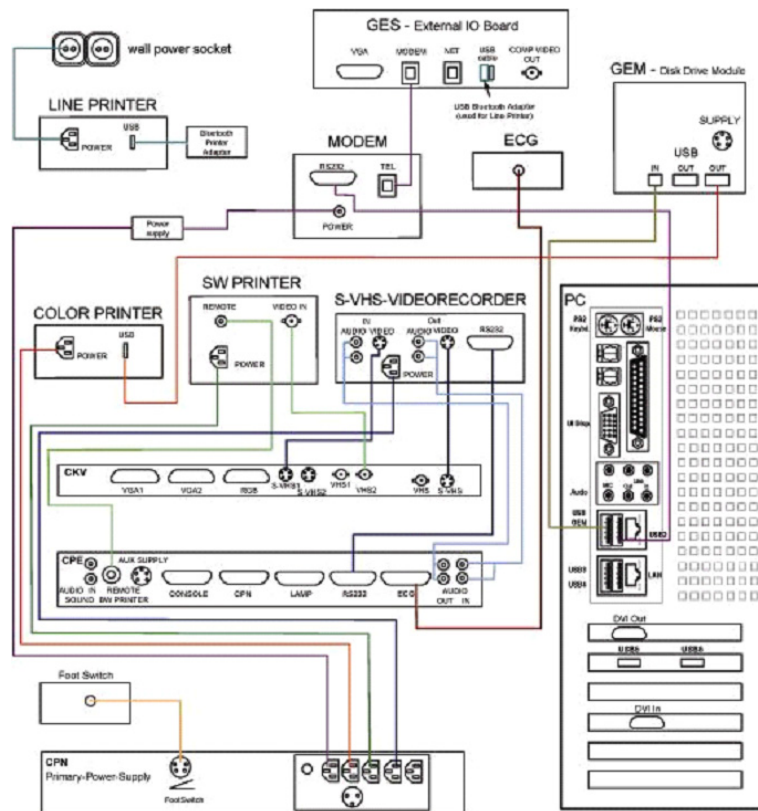 wall power socket
GES - External IO Board
VGA
MODEM
NET
USB
cable
COMP VIDEO
OUT
USB Bluetooth Adapter
(used for Line Printer)
GEM - Disk Drive Module
SUPPLY
USB
IN
OUT
OUT
LINE PRINTER
POWER
USB
Bluetooth
Printer
Adapter
MODEM
RS232
TEL
POWER
ECG
Power
supply
SW PRINTER
REMOTE
VIDEO IN
POWER
S-VHS-VIDEORECORDER
IN
AUDIO
VIDEO
Out
AUDIO
VIDEO
RS232
POWER
COLOR PRINTER
POWER
USB
PC
PS2
Keybd
PS2
Mouse
Audio
MIC
Out
Line
In
USB
GEM
USB2
USB3
USB4
LAN
DVI Out
USB5
USB6
DVI In
CKV
VGA1
VGA2
RGB
S-VHS1
S-VHS2
VHS1
VHS2
VHS
S-VHS
CPE
AUX SUPPLY
AUDIO IN
SOUND
REMOTE
BW PRINTER
CONSOLE
CPN
LAMP
RS232
ECG
AUDIO
OUT
IN
Foot Switch
CPN
Primary-Power-Supply
FootSwitch